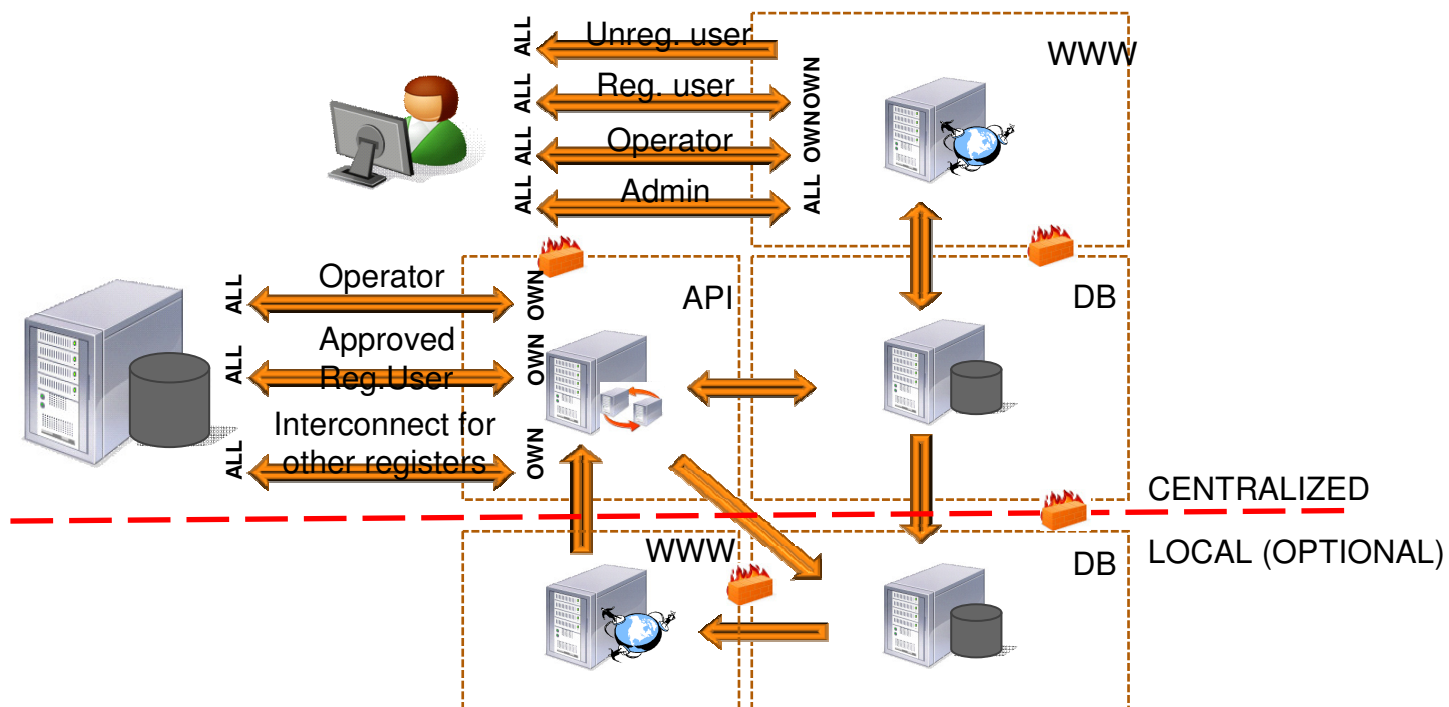 ALL Unreg. user
WWW
ALL Reg. user OWN
ALL Operator OWN
ALL Admin ALL
ALL Operator OWN
API
DB
ALL Approved OWN
Reg.User
Interconnect for
ALL other registers OWN
CENTRALIZED
WWW
DB
LOCAL (OPTIONAL)